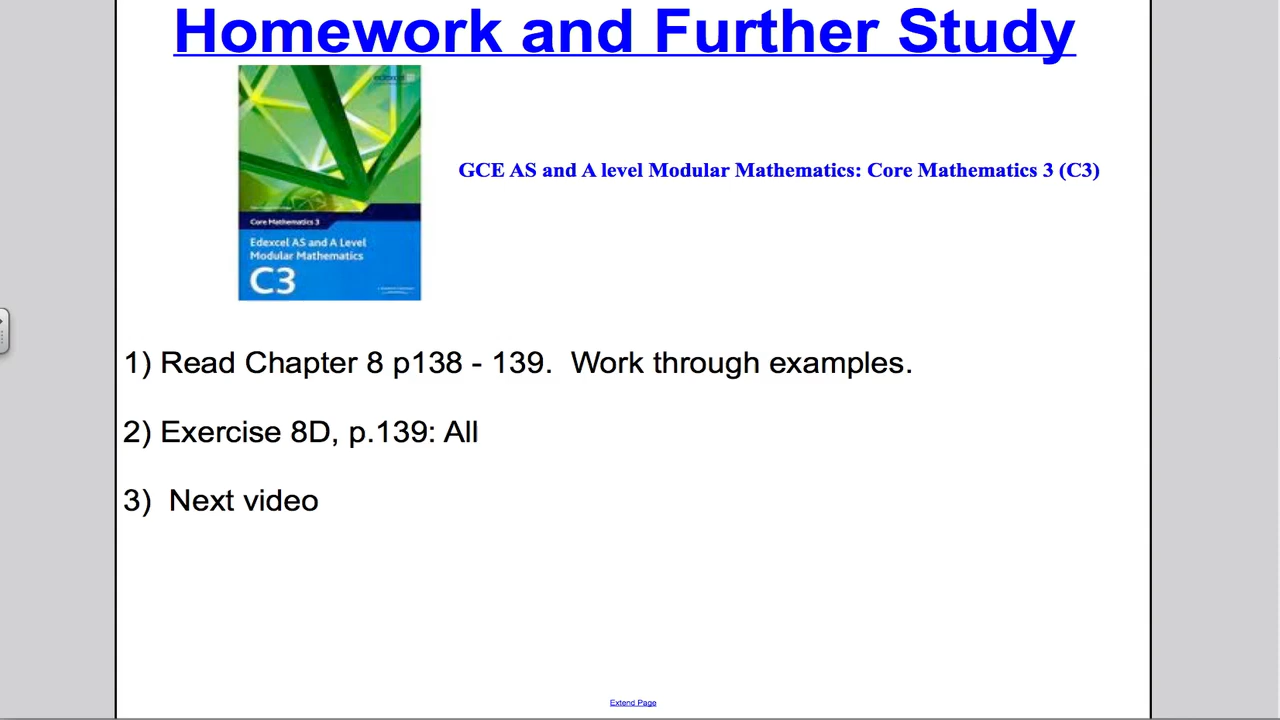 Homework and Further Study
edexcel
GCE AS and A level Modular Mathematics: Core Mathematics 3 (C3)
Core Mathematics 3
Edexcel AS and A Level
Modular Mathematics
C3
1) Read Chapter 8 p138 - 139.  Work through examples.
2) Exercise 8D, p.139: All
3)  Next video
Extend Page